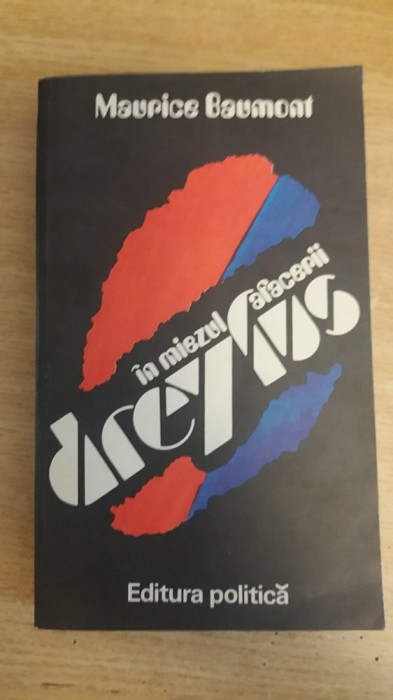 Maurice Baumont
în miezul afacerii
dreyfus
Editura politică